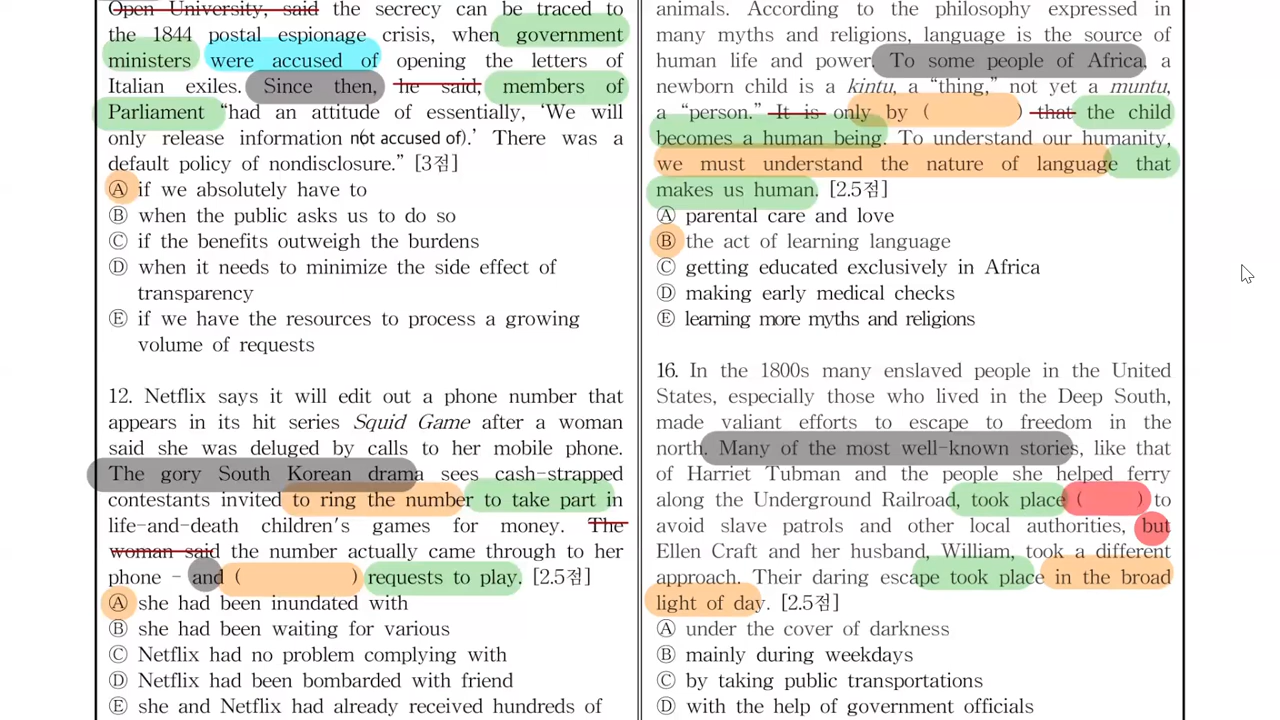 Open University, said the secrecy can be traced to
the 1844 postal espionage crisis, when government
ministers were accused of opening the letters of
Italian exiles. Since then, he said, members of
Parliament “had an attitude of essentially, ‘We will
only release information not accused of).’ There was a
default policy of nondisclosure.” [3점]
Ⓐ if we absolutely have to
Ⓑ when the public asks us to do so
Ⓒ if the benefits outweigh the burdens
Ⓓ when it needs to minimize the side effect of
transparency
Ⓔ if we have the resources to process a growing
volume of requests
12. Netflix says it will edit out a phone number that
appears in its hit series Squid Game after a woman
said she was deluged by calls to her mobile phone.
The gory South Korean drama sees cash-strapped
contestants invited to ring the number to take part in
life-and-death children's games for money. The
woman said the number actually came through to her
phone - and ( ) requests to play. [2.5점]
Ⓐ she had been inundated with
Ⓑ she had been waiting for various
Ⓒ Netflix had no problem complying with
Ⓓ Netflix had been bombarded with friend
Ⓔ she and Netflix had already received hundreds of
animals. According to the philosophy expressed in
many myths and religions, language is the source of
human life and power. To some people of Africa, a
newborn child is a kintu, a “thing,” not yet a muntu,
a “person.” It is only by ( ) that the child
becomes a human being. To understand our humanity,
we must understand the nature of language that
makes us human. [2.5점]
Ⓐ parental care and love
Ⓑ the act of learning language
Ⓒ getting educated exclusively in Africa
Ⓓ making early medical checks
Ⓔ learning more myths and religions
16. In the 1800s many enslaved people in the United
States, especially those who lived in the Deep South,
made valiant efforts to escape to freedom in the
north. Many of the most well-known stories, like that
of Harriet Tubman and the people she helped ferry
along the Underground Railroad, took place ( ) to
avoid slave patrols and other local authorities, but
Ellen Craft and her husband, William, took a different
approach. Their daring escape took place in the broad
light of day. [2.5점]
Ⓐ under the cover of darkness
Ⓑ mainly during weekdays
Ⓒ by taking public transportations
Ⓓ with the help of government officials